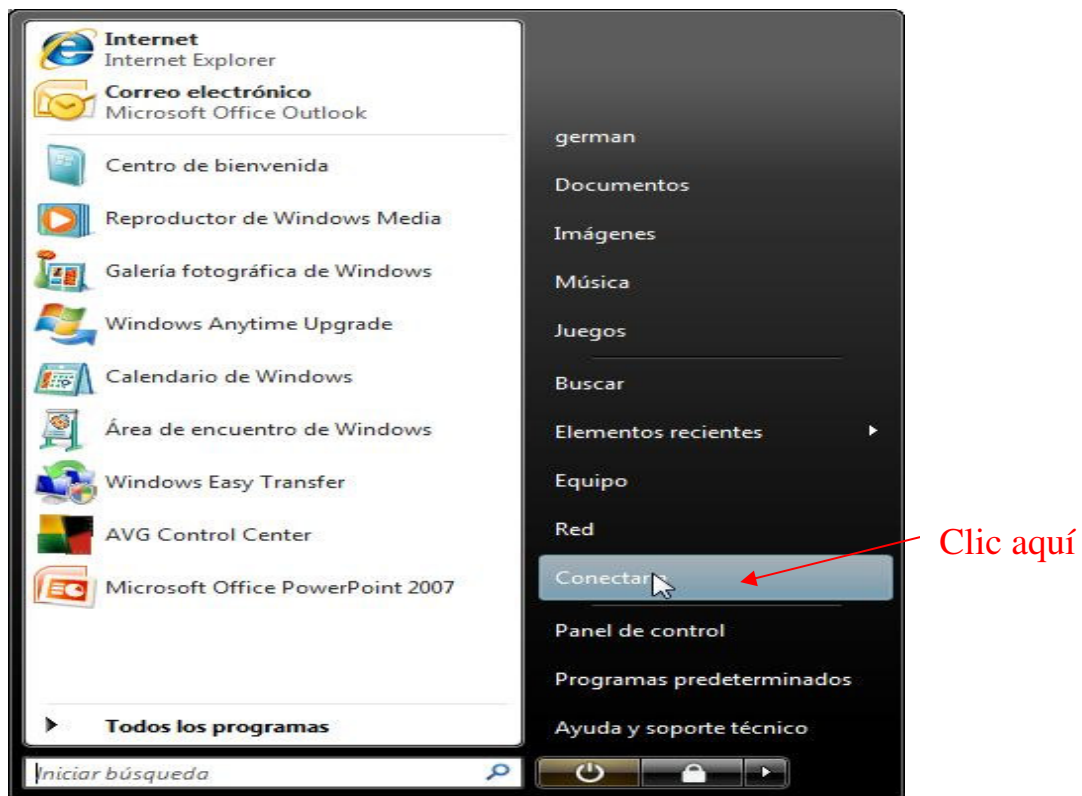 Internet
Internet Explorer
Correo electrónico
Microsoft Office Outlook
Centro de bienvenida
Reproductor de Windows Media
Galería fotográfica de Windows
Windows Anytime Upgrade
Calendario de Windows
Área de encuentro de Windows
Windows Easy Transfer
AVG Control Center
Microsoft Office PowerPoint 2007
Todos los programas
Iniciar búsqueda
german
Documentos
Imágenes
Música
Juegos
Buscar
Elementos recientes
Equipo
Red
Conectar a
Panel de control
Programas predeterminados
Ayuda y soporte técnico
Clic aquí